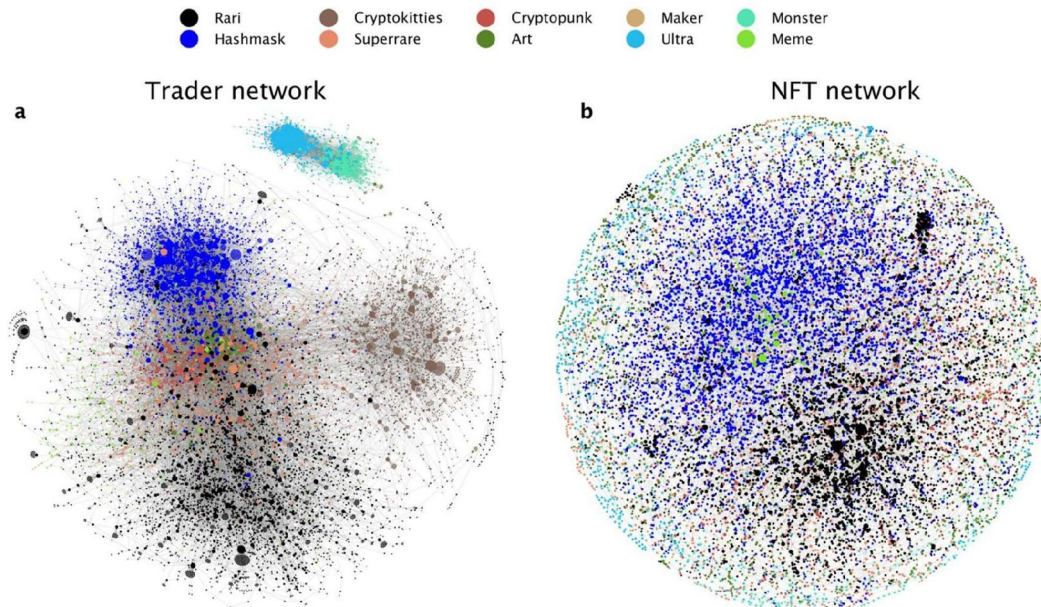 Rari Cryptokitties Cryptopunk Maker Monster
Hashmask Superrare Art Ultra Meme
Trader network NFT network
a b